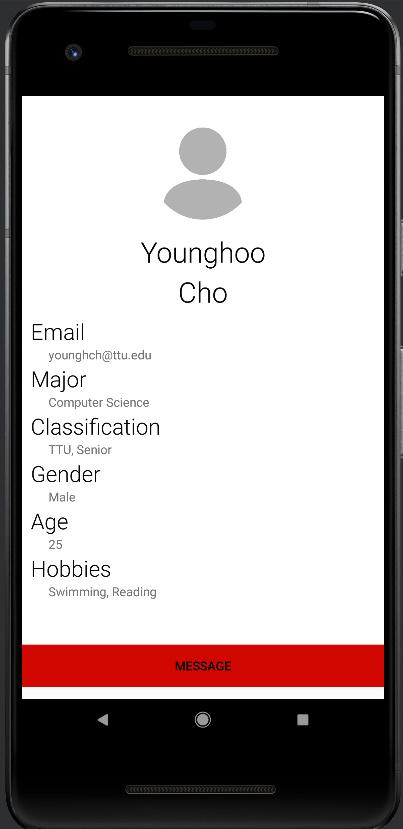 Younghoo
Cho
Email
younghch@ttu.edu
Major
Computer Science
Classification
TTU, Senior
Gender
Male
Age
25
Hobbies
Swimming, Reading
MESSAGE